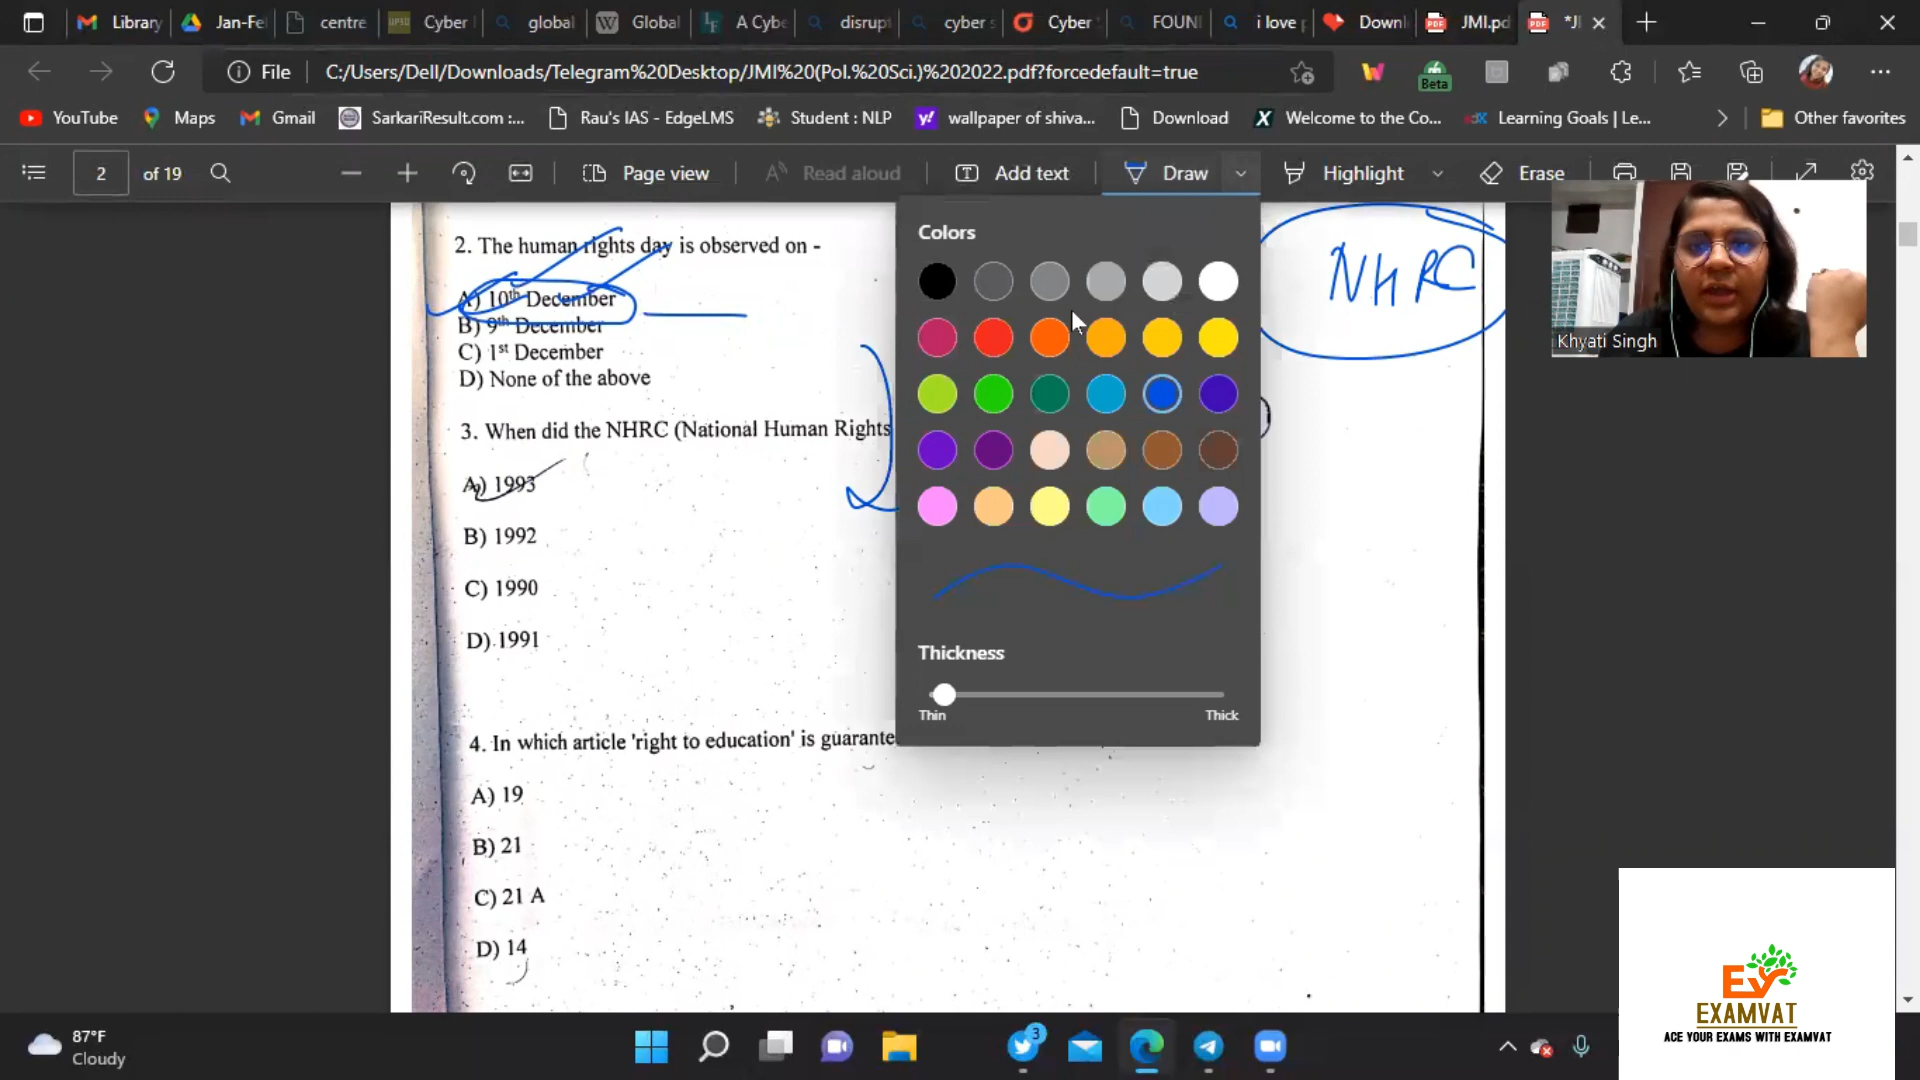 Library
Jan-Fe
centre
Cyber
global
Global
A Cybe
disrup
cyber s
Cyber
FOUN
i love p
Downl
JMI.pd
*JI
File
C:/Users/Dell/Downloads/Telegram%20Desktop/JMI%20(Pol.%20Sci.)%202022.pdf?forcedefault=true
Beta
YouTube
Maps
Gmail
SarkariResult.com :...
Rau's IAS - EdgeLMS
Student : NLP
wallpaper of shiva...
Download
Welcome to the Co...
Learning Goals | Le...
Other favorites
2
of 19
Page view
Read aloud
Add text
Draw
Highlight
Erase
2. The human rights day is observed on -
A) 10th December
B) 9th December
C) 1st December
D) None of the above
3. When did the NHRC (National Human Rights
A) 1993
B) 1992
C) 1990
D) 1991
4. In which article 'right to education' is guarante
A) 19
B) 21
C) 21 A
D) 14
Colors
Thickness
Thin
Thick
NHRC
Khyati Singh
EXAMVAT
ACE YOUR EXAMS WITH EXAMVAT
87°F
Cloudy
3